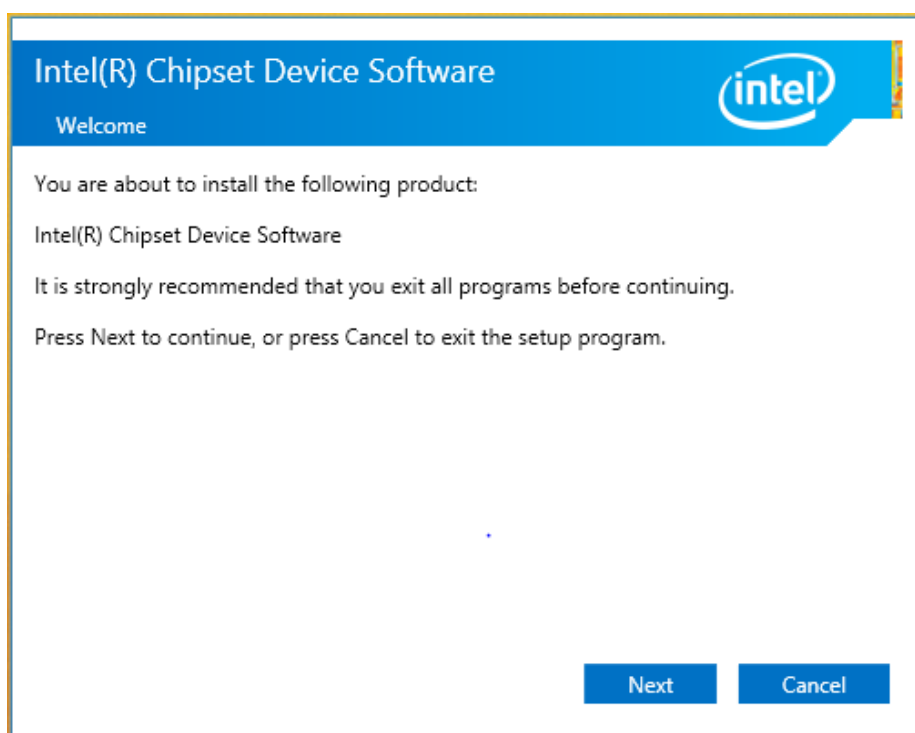 Intel(R) Chipset Device Software
intel
Welcome
You are about to install the following product:
Intel(R) Chipset Device Software
It is strongly recommended that you exit all programs before continuing.
Press Next to continue, or press Cancel to exit the setup program.
Next
Cancel